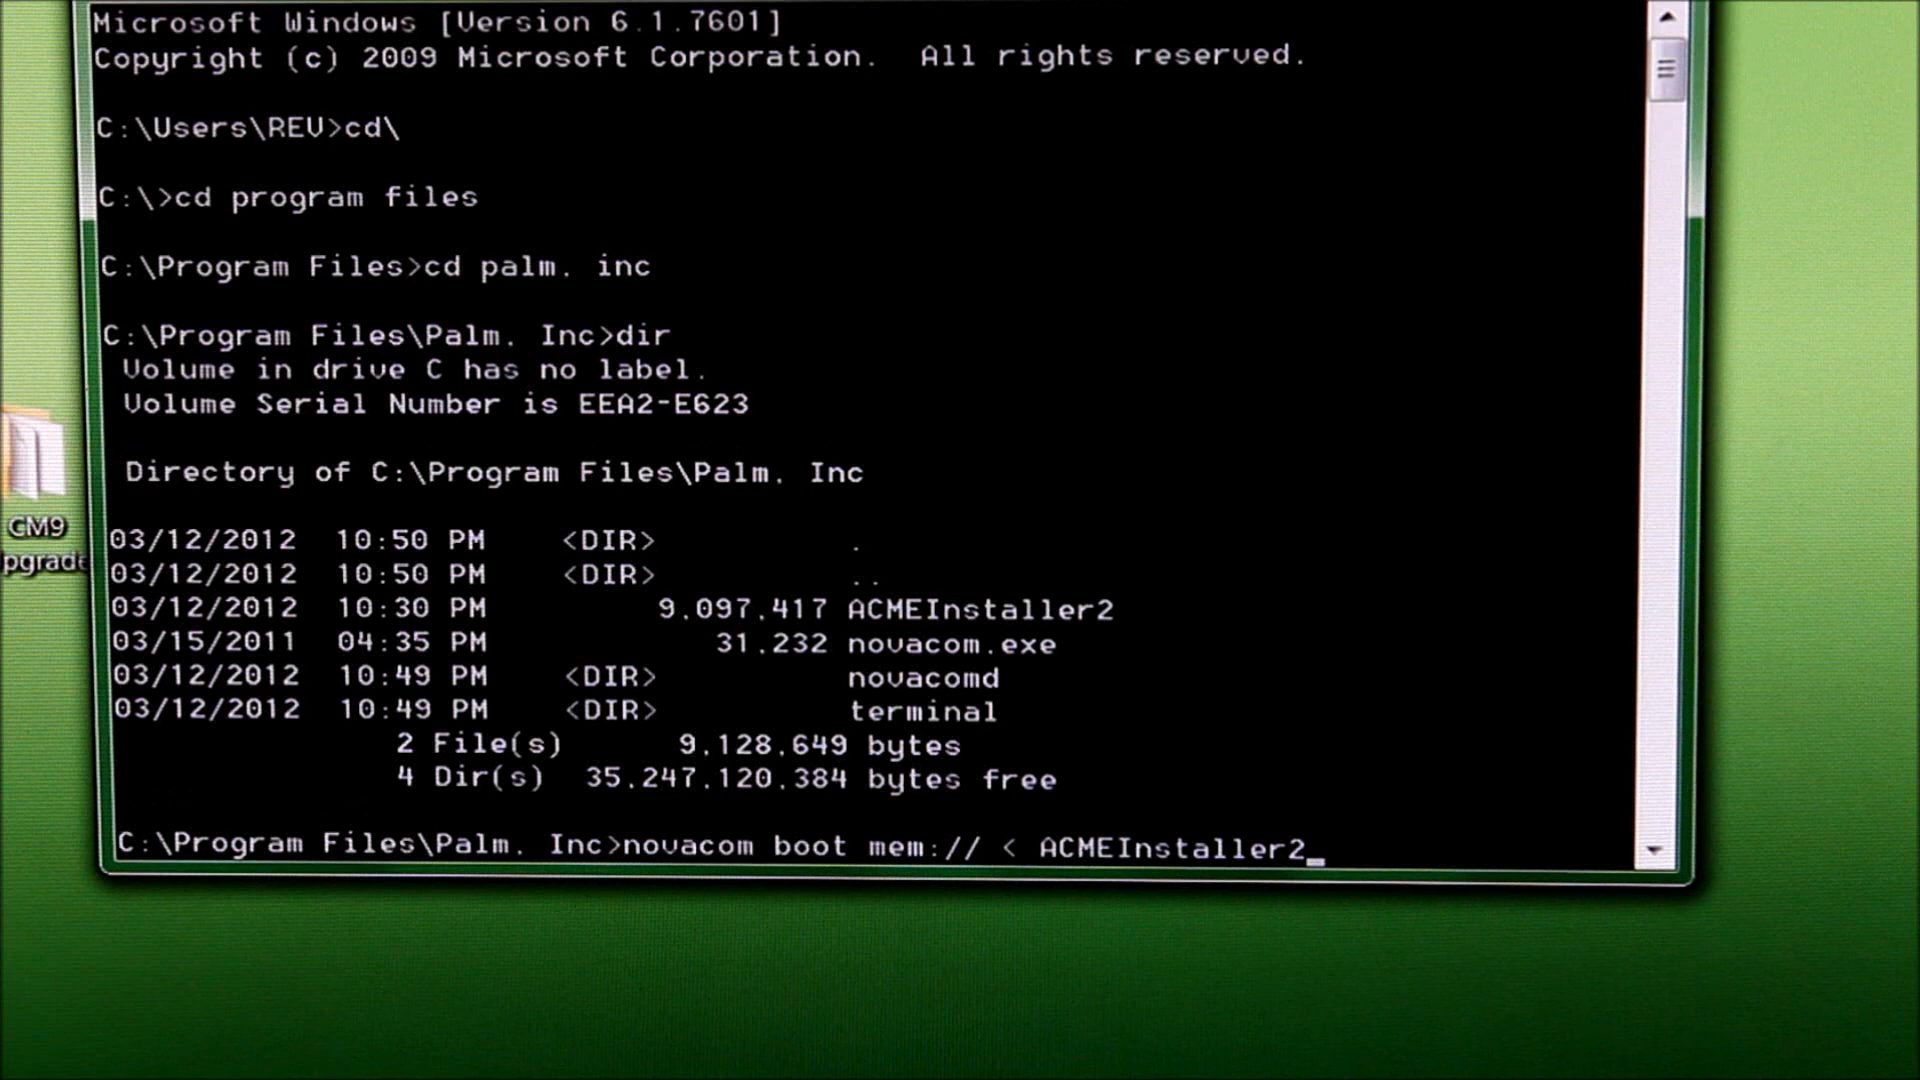 Microsoft Windows [Version 6.1.7601]
Copyright (c) 2009 Microsoft Corporation.  All rights reserved.
C:\Users\REV>cd\
C:\>cd program files
C:\Program Files>cd palm, inc
C:\Program Files\Palm, Inc>dir
Volume in drive C has no label.
Volume Serial Number is EEA2-E623
Directory of C:\Program Files\Palm, Inc
03/12/2012  10:50 PM    <DIR>          .
03/12/2012  10:50 PM    <DIR>          ..
03/12/2012  10:30 PM         9,097,417 ACMEInstaller2
03/15/2011  04:35 PM            31,232 novacom.exe
03/12/2012  10:49 PM    <DIR>          novacomd
03/12/2012  10:49 PM    <DIR>          terminal
2 File(s)      9,128,649 bytes
4 Dir(s)  35,247,120,384 bytes free
C:\Program Files\Palm, Inc>novacom boot mem:// < ACMEInstaller2_
CM9
pgrade